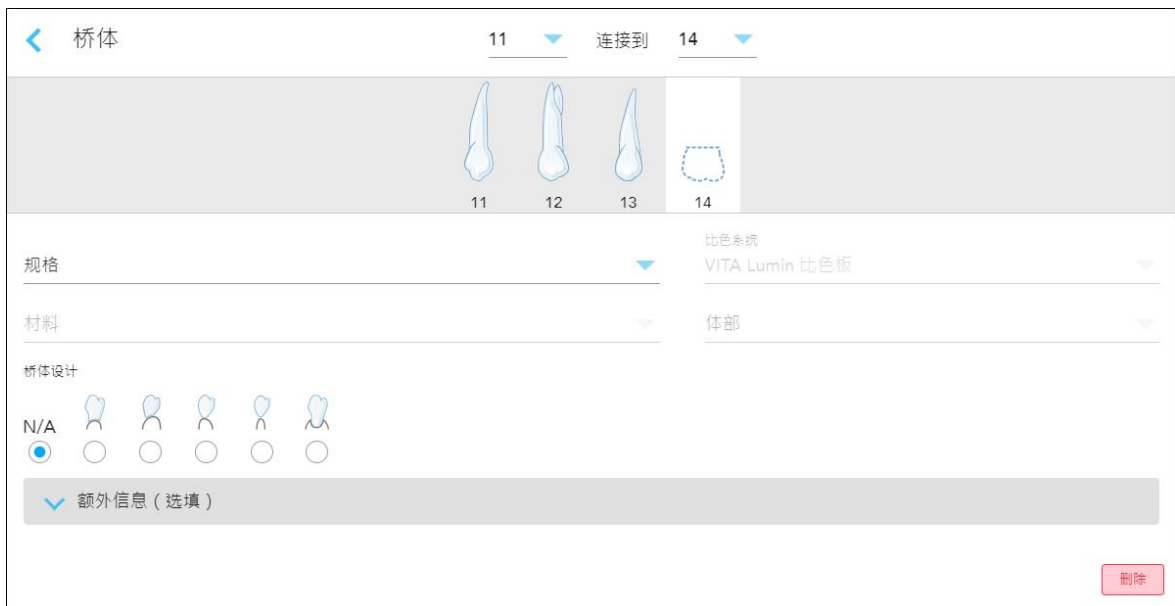 桥体
11 连接到 14
11 12 13 14
比色系统
规格 VITA Lumin 比色板
材料 体部
桥体设计
N/A
额外信息（选填）
删除